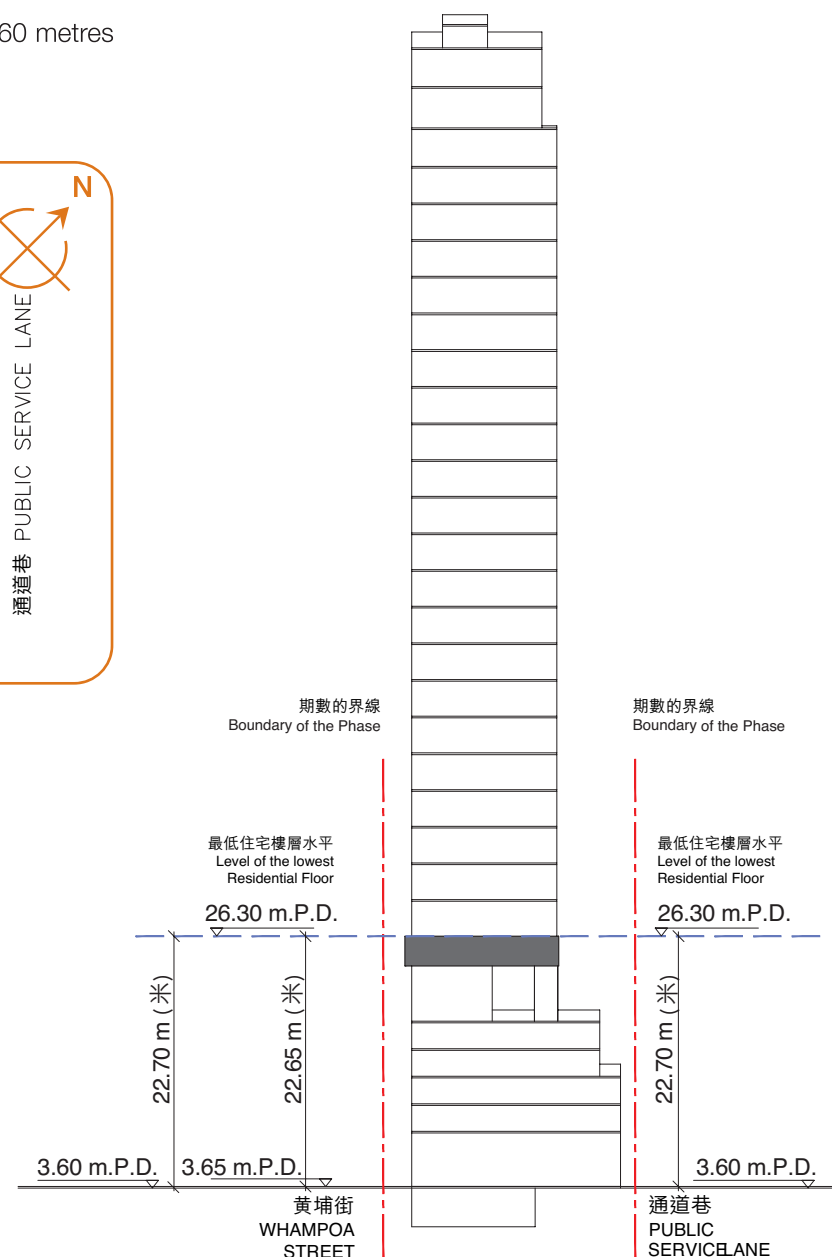 60 metres
N
通道巷 PUBLIC SERVICE LANE
期數的界線
Boundary of the Phase
期數的界線
Boundary of the Phase
最低住宅樓層水平
Level of the lowest
Residential Floor
26.30 m.P.D.
最低住宅樓層水平
Level of the lowest
Residential Floor
26.30 m.P.D.
22.70 m (米)
22.65 m (米)
22.70 m (米)
3.60 m.P.D.
3.65 m.P.D.
3.60 m.P.D.
黄埔街
WHAMPOA
STREET
通道巷
PUBLIC
SERVICE LANE